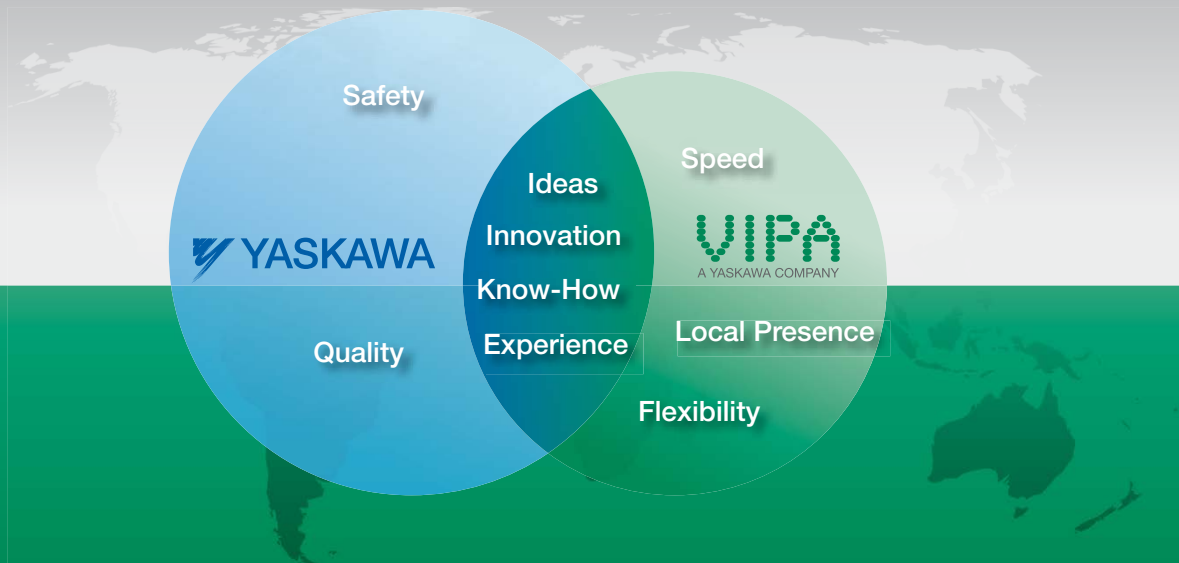 Safety
YASKAWA
Quality
Ideas
Innovation
Know-How
Experience
Speed
VIPA
A YASKAWA COMPANY
Local Presence
Flexibility